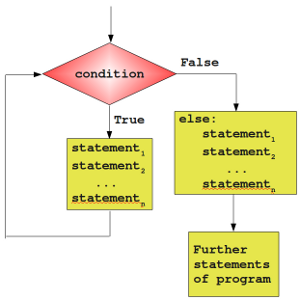 condition
False
True
statement1
statement2
...
statementn
else:
statement1
statement2
...
statementn
Further
statements
of program